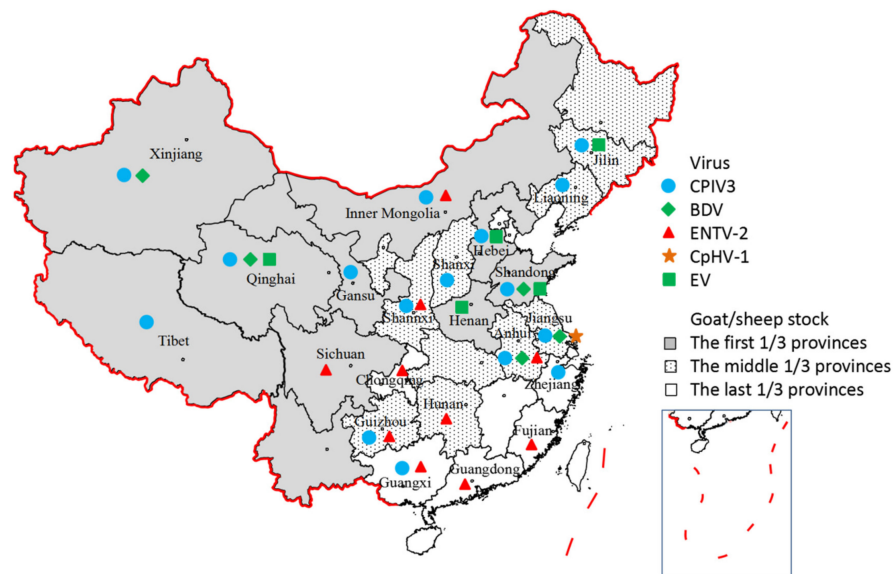 Xinjiang
Jilin
Liaoning
Inner Mongolia
Hebei
Shanxi
Shandong
Qinghai
Gansu
Shannxi
Henan
Jiangsu
Tibet
Anhui
Sichuan
Chongqing
Zhejiang
Hunan
Guizhou
Fujian
Guangxi
Guangdong
Virus
CPIV3
BDV
ENTV-2
CpHV-1
EV
Goat/sheep stock
The first 1/3 provinces
The middle 1/3 provinces
The last 1/3 provinces